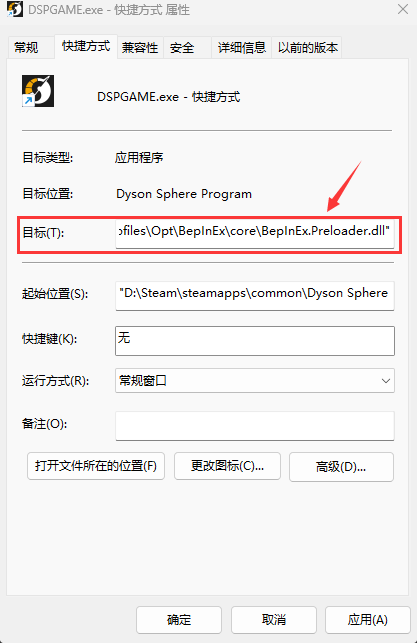 DSPGAME.exe - 快捷方式 属性
常规 快捷方式 兼容性 安全 详细信息 以前的版本
DSPGAME.exe - 快捷方式
目标类型: 应用程序
目标位置: Dyson Sphere Program
目标(T): ofiles\Opt\BepInEx\core\BepInEx.Preloader.dll"
起始位置(S): "D:\Steam\steamapps\common\Dyson Sphere
快捷键(K): 无
运行方式(R): 常规窗口
备注(O):
打开文件所在的位置(F) 更改图标(C)... 高级(D)...
确定 取消 应用(A)